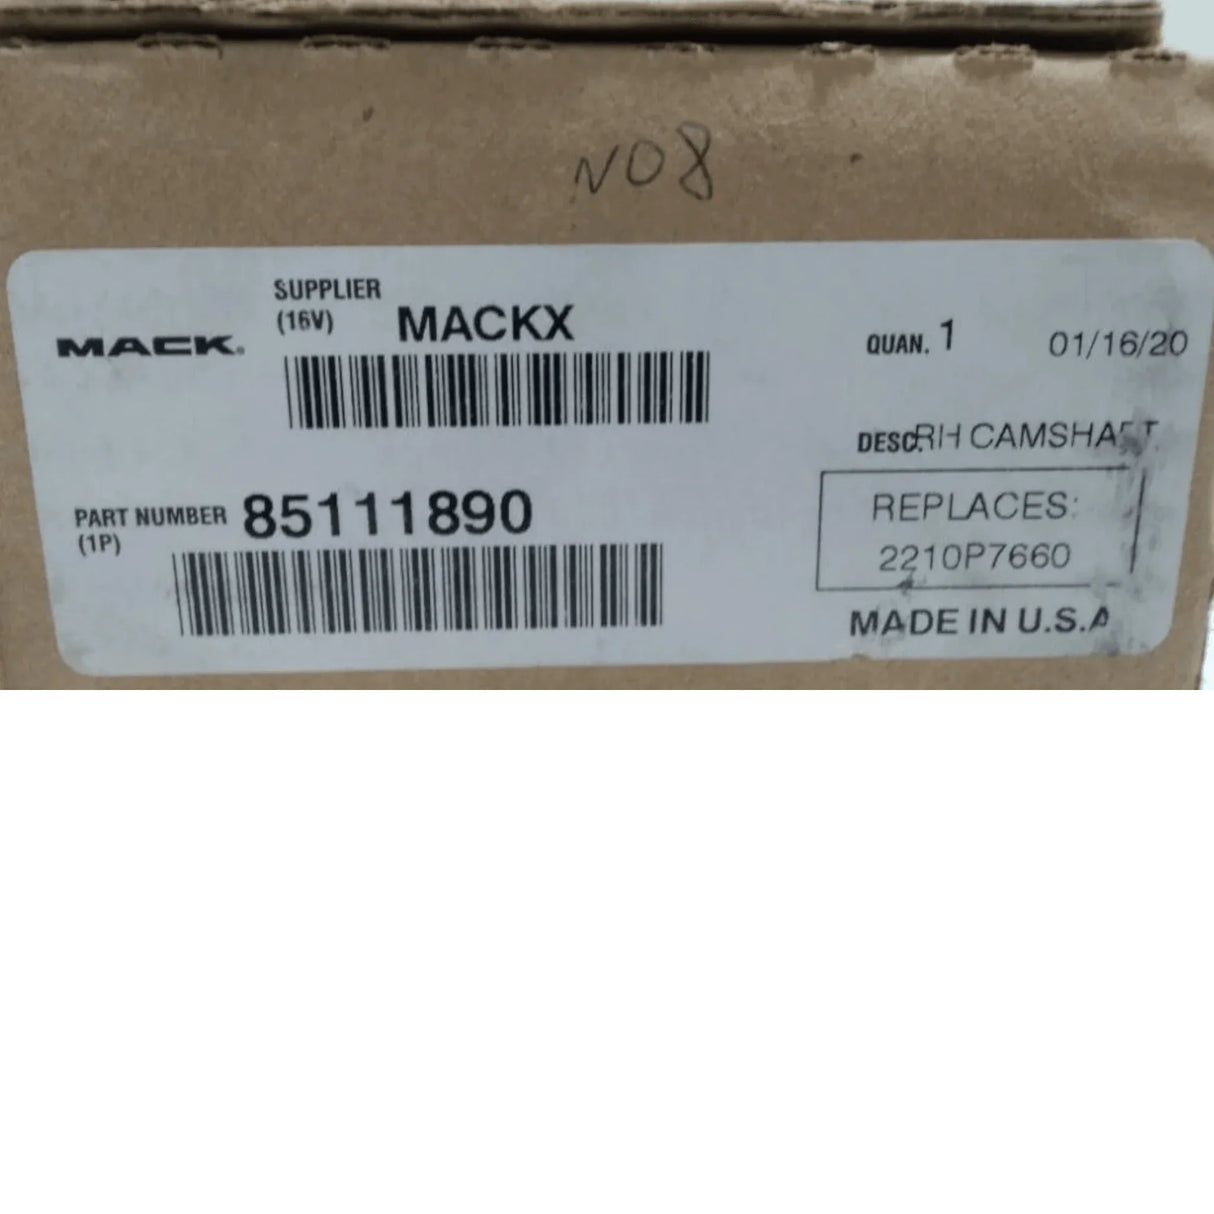 N08
MACK
SUPPLIER
(16V) MACKX
QUAN. 1 01/16/20
DESC. RH CAMSHAFT
PART NUMBER 85111890
(1P)
REPLACES:
2210P7660
MADE IN U.S.A